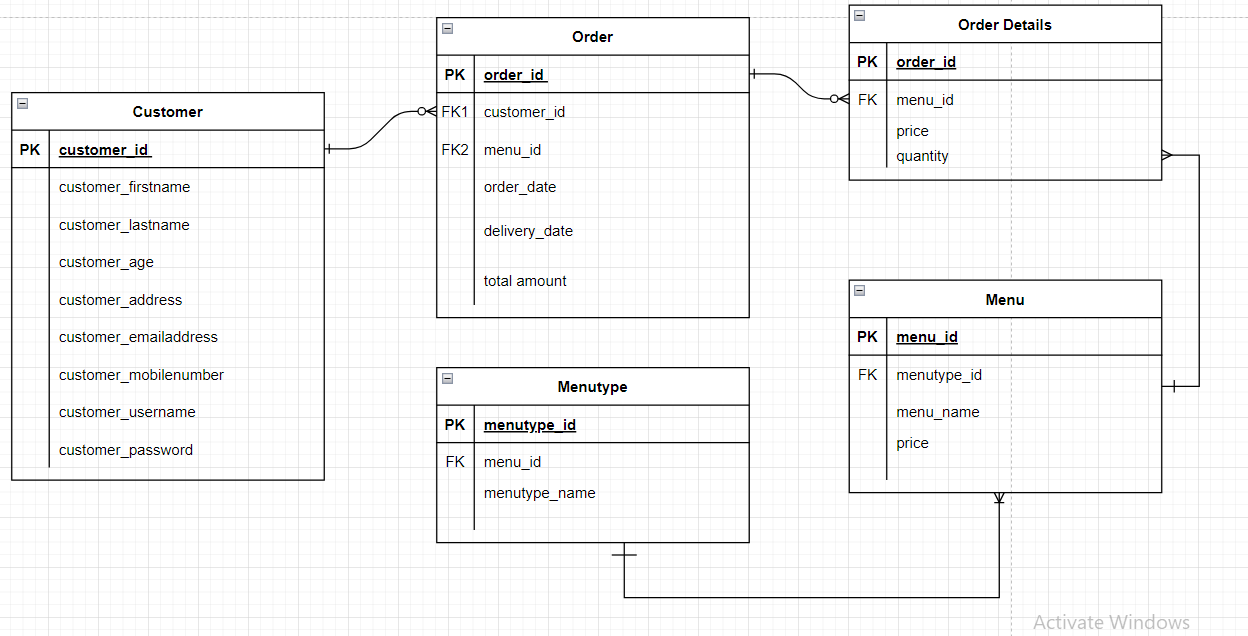 Customer
PK customer_id
customer_firstname
customer_lastname
customer_age
customer_address
customer_emailaddress
customer_mobilenumber
customer_username
customer_password
Order
PK order_id
FK1 customer_id
FK2 menu_id
order_date
delivery_date
total amount
Order Details
PK order_id
FK menu_id
price
quantity
Menutype
PK menutype_id
FK menu_id
menutype_name
Menu
PK menu_id
FK menutype_id
menu_name
price
Activate Windows